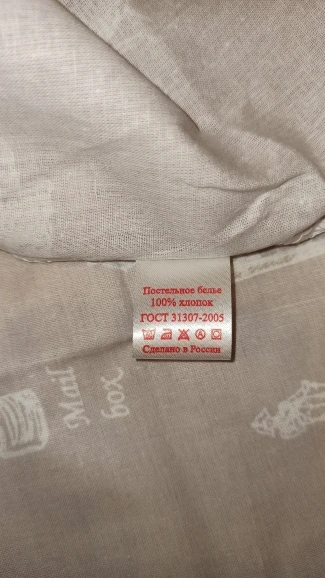 Постельное белье
100% хлопок
ГОСТ 31307-2005
Сделано в России
Mail
box